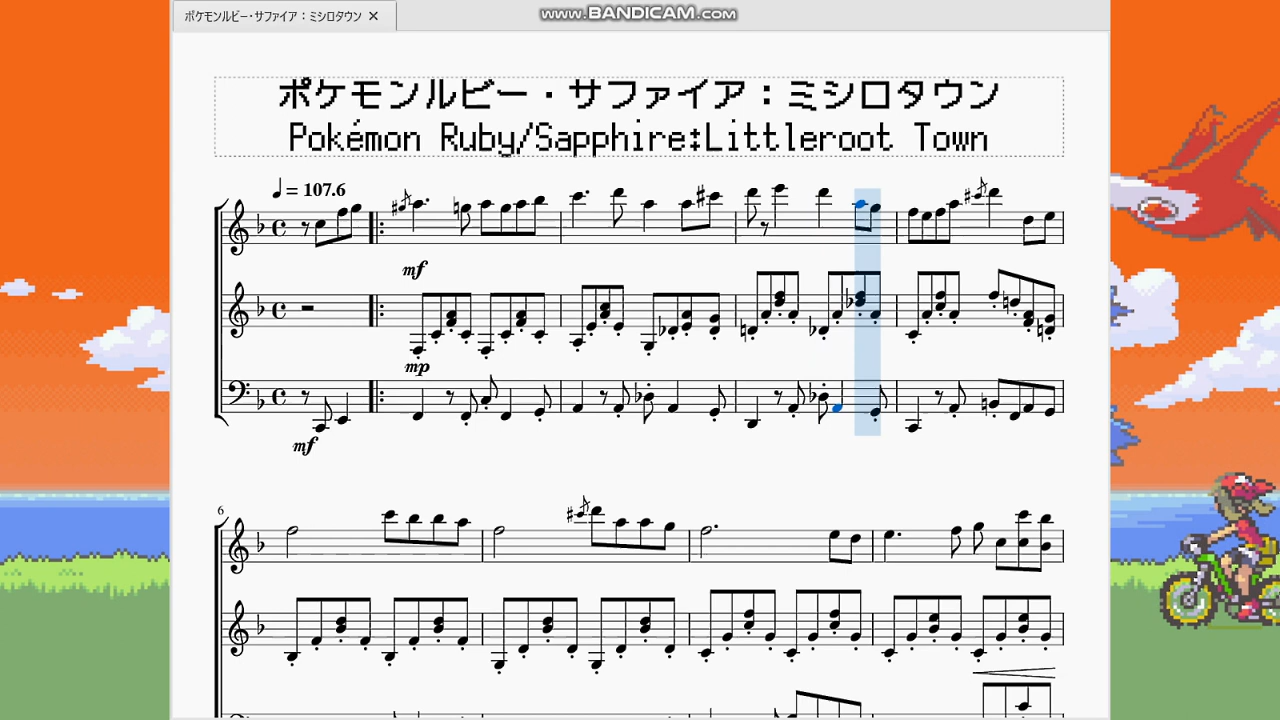 ポケモンルビー・サファイア：ミシロタウン ✕
www.BANDICAM.com
ポケモンルビー・サファイア：ミシロタウン
Pokémon Ruby/Sapphire:Littleroot Town
♩= 107.6
mf
mp
mf
6